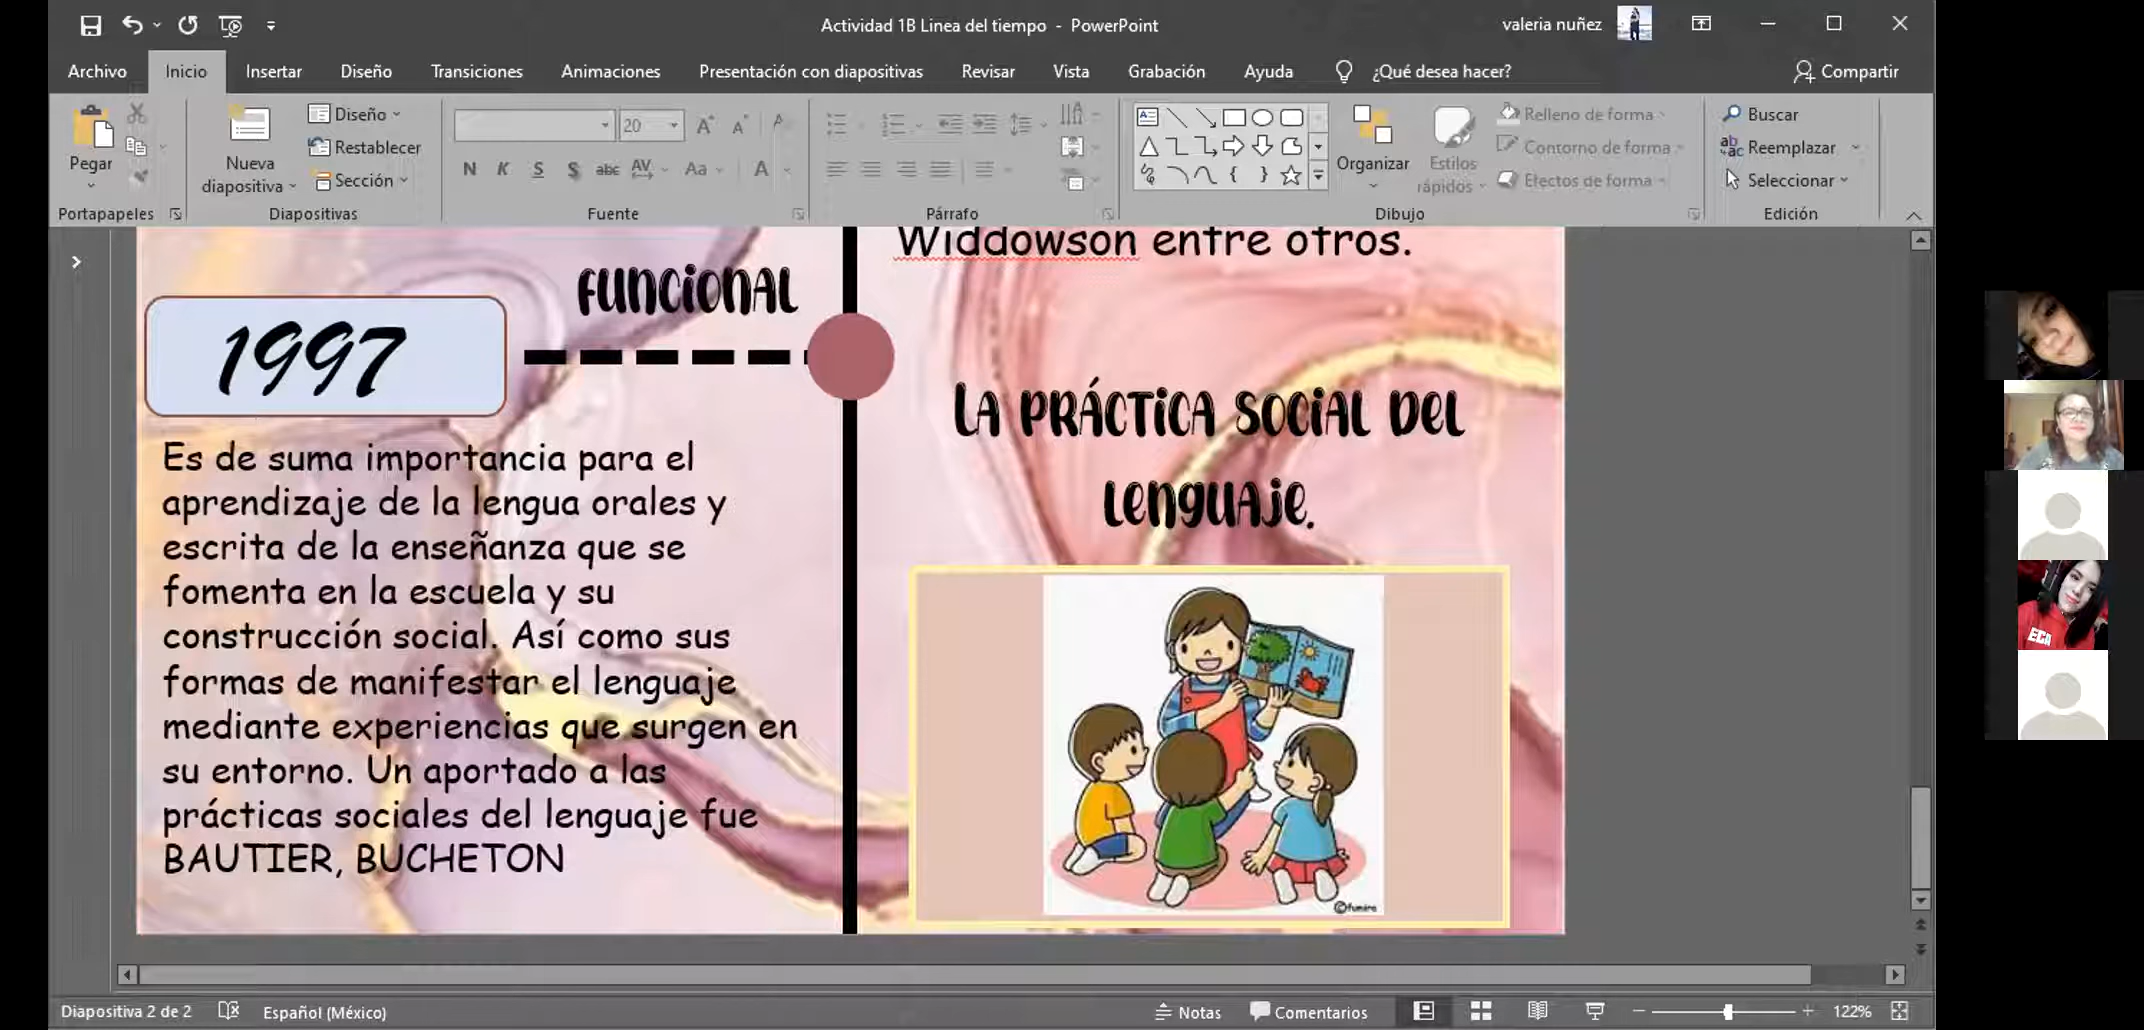 Actividad 1B Linea del tiempo - PowerPoint
valeria nuñez
Archivo Inicio Insertar Diseño Transiciones Animaciones Presentación con diapositivas Revisar Vista Grabación Ayuda ¿Qué desea hacer? Compartir
Pegar
Nueva diapositiva
Diseño
Restablecer
Sección
20
N K S S abc AV Aa A
Organizar
Estilos rápidos
Relleno de forma
Contorno de forma
Efectos de forma
Buscar
Reemplazar
Seleccionar
Portapapeles Diapositivas Fuente Párrafo Dibujo Edición
Funcional
1997
Es de suma importancia para el
aprendizaje de la lengua orales y
escrita de la enseñanza que se
fomenta en la escuela y su
construcción social. Así como sus
formas de manifestar el lenguaje
mediante experiencias que surgen en
su entorno. Un aportado a las
prácticas sociales del lenguaje fue
BAUTIER, BUCHETON
Widdowson entre otros.
La práctica social del
lenguaje.
©fumira
Diapositiva 2 de 2 Español (México) Notas Comentarios 122%